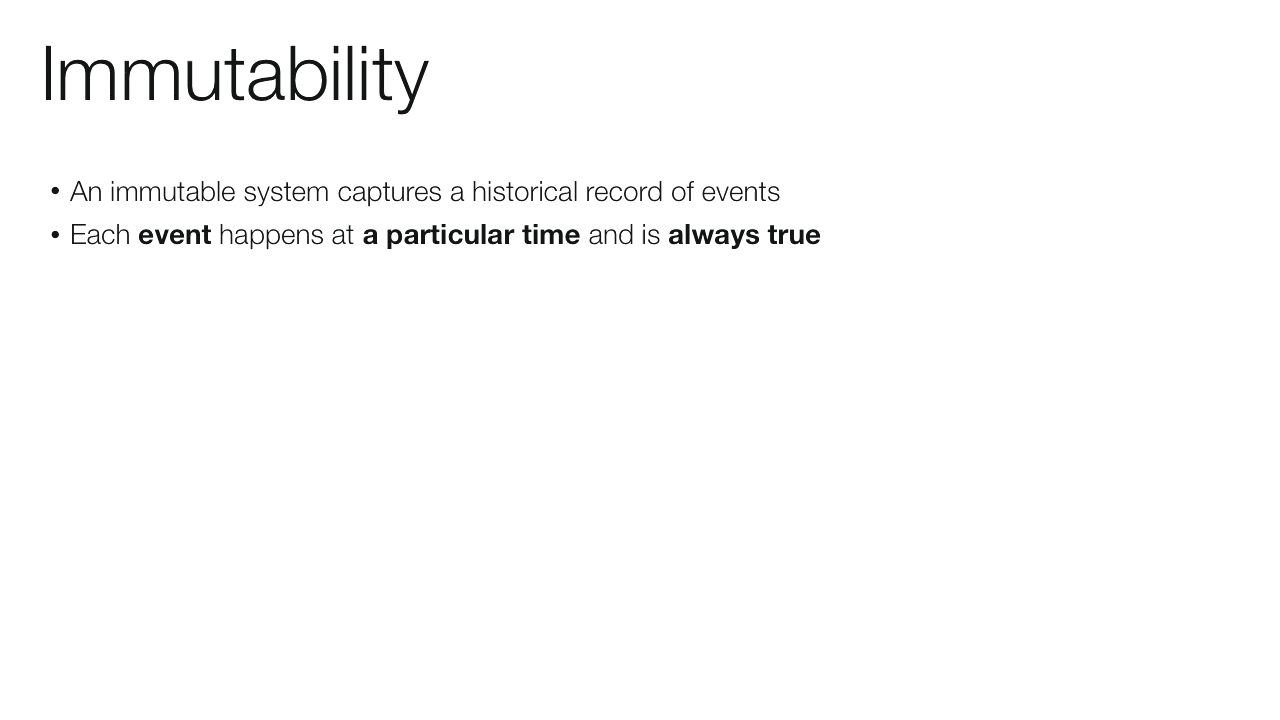 Immutability
• An immutable system captures a historical record of events
• Each event happens at a particular time and is always true